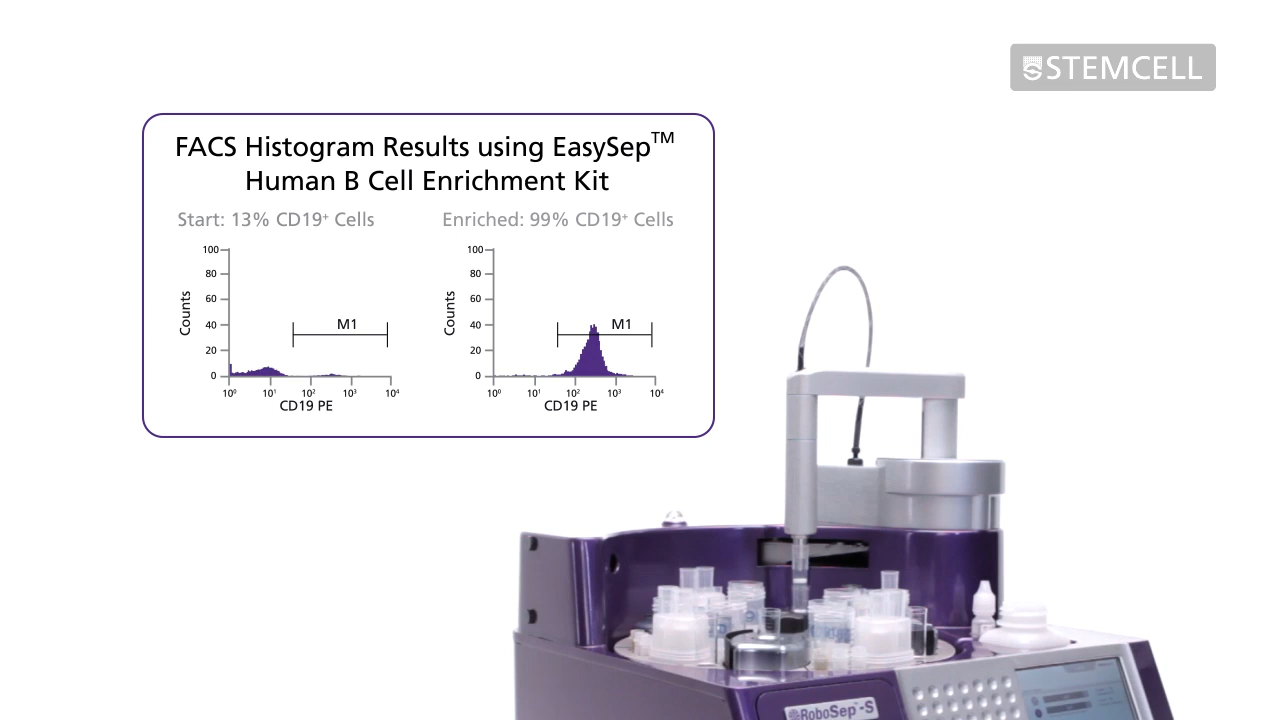 STEMCELL
FACS Histogram Results using EasySep™
Human B Cell Enrichment Kit
Start: 13% CD19⁺ Cells
Enriched: 99% CD19⁺ Cells
100
80
60
40
20
0
Counts
M1
10⁰ 10¹ 10² 10³ 10⁴
CD19 PE
100
80
60
40
20
0
Counts
M1
10⁰ 10¹ 10² 10³ 10⁴
CD19 PE
RoboSep™-S